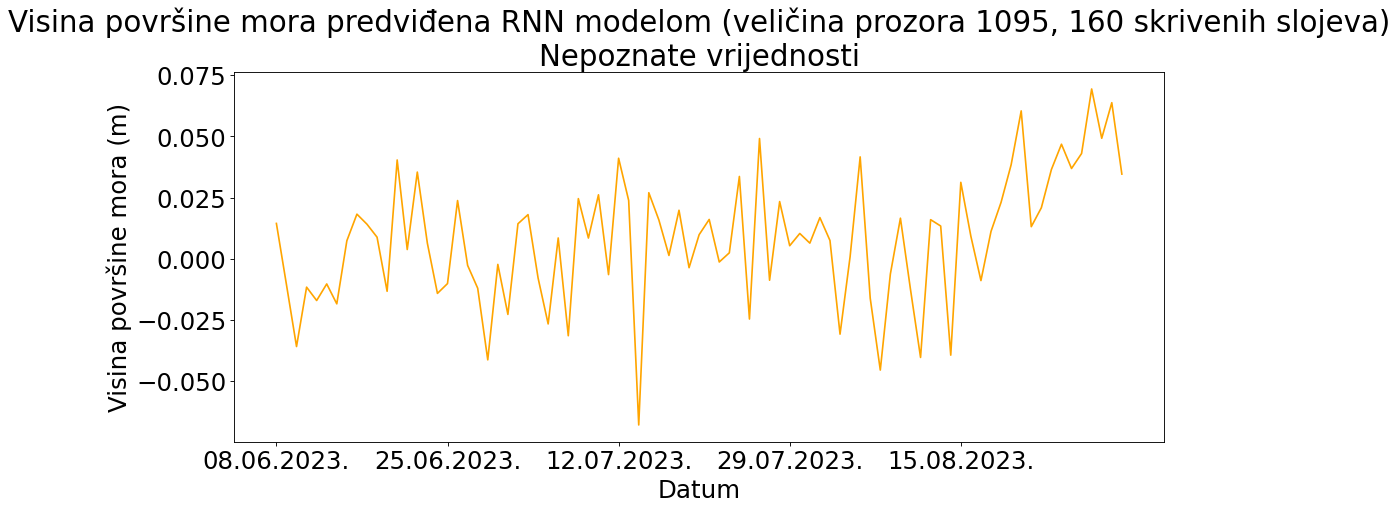 Visina površine mora predviđena RNN modelom (veličina prozora 1095, 160 skrivenih slojeva)
Nepoznate vrijednosti
Visina površine mora (m)
0.075
0.050
0.025
0.000
−0.025
−0.050
08.06.2023. 25.06.2023. 12.07.2023. 29.07.2023. 15.08.2023.
Datum